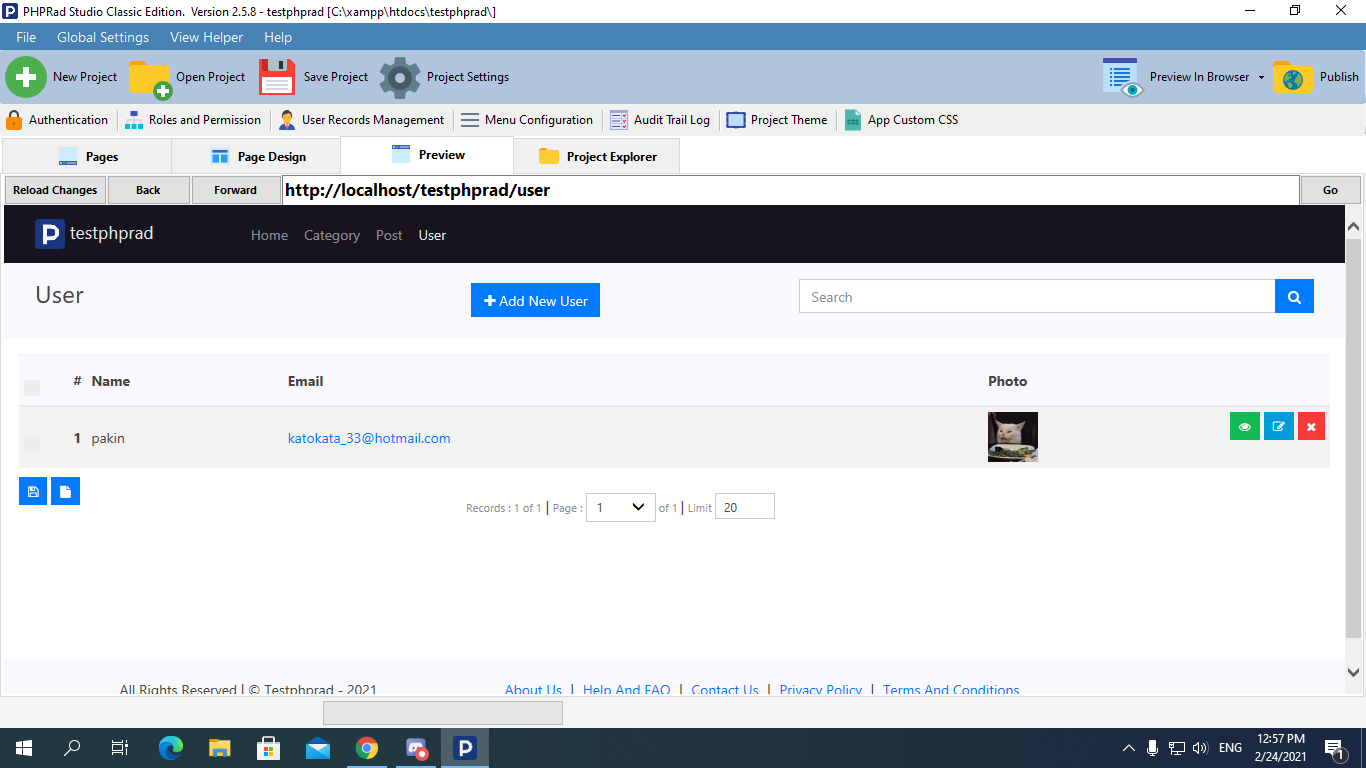 PHPRad Studio Classic Edition. Version 2.5.8 - testphprad [C:\xampp\htdocs\testphprad\]
File Global Settings View Helper Help
New Project Open Project Save Project Project Settings Preview In Browser Publish
Authentication Roles and Permission User Records Management Menu Configuration Audit Trail Log Project Theme CSS App Custom CSS
Pages Page Design Preview Project Explorer
Reload Changes Back Forward http://localhost/testphprad/user Go
P testphprad Home Category Post User
User + Add New User Search
# Name Email Photo
1 pakin katokata_33@hotmail.com
Records : 1 of 1 | Page : 1 of 1 | Limit 20
All Rights Reserved | © Testphprad - 2021 About Us | Help And FAQ | Contact Us | Privacy Policy | Terms And Conditions
P ENG 12:57 PM
2/24/2021 1